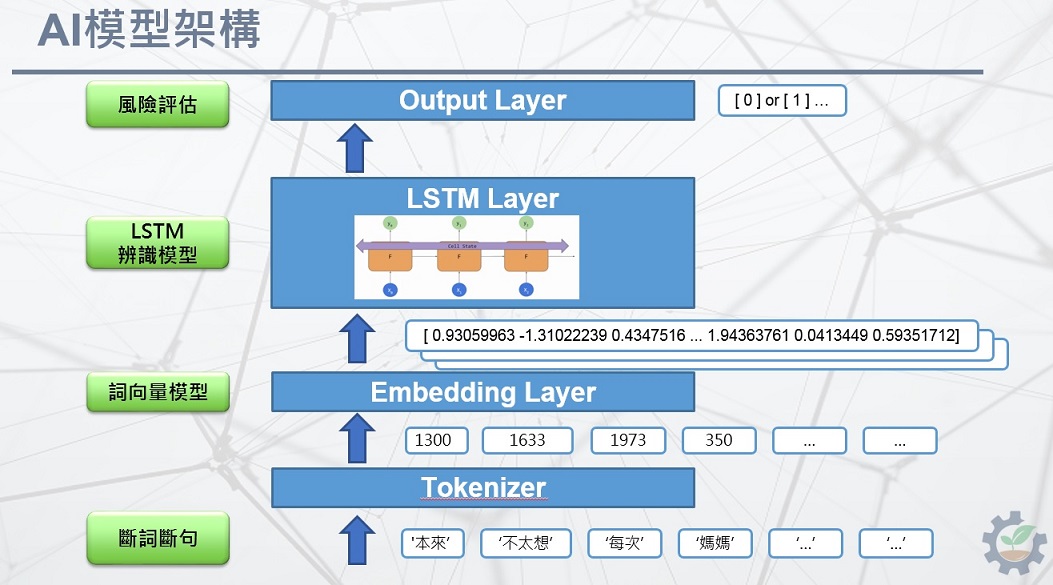 AI模型架構
風險評估
Output Layer
[ 0 ] or [ 1 ] ...
LSTM
辨識模型
LSTM Layer
Cell State
F F F
[ 0.93059963 -1.31022239 0.4347516 ... 1.94363761 0.0413449 0.59351712]
詞向量模型
Embedding Layer
1300 1633 1973 350 ... ...
Tokenizer
斷詞斷句
'本來' ‘不太想’ ‘每次’ ‘媽媽’ ‘...’ ‘...’